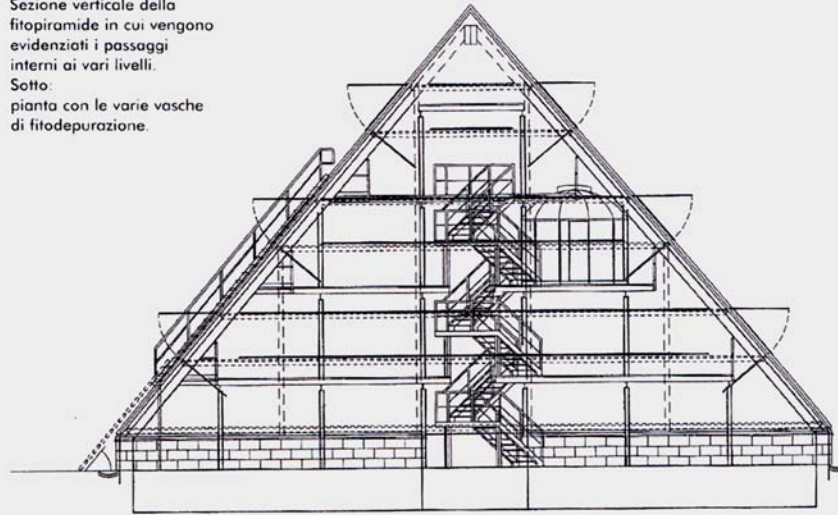 Sezione verticale della
fitopiramide in cui vengono
evidenziati i passaggi
interni ai vari livelli.
Sotto:
pianta con le varie vasche
di fitodepurazione.